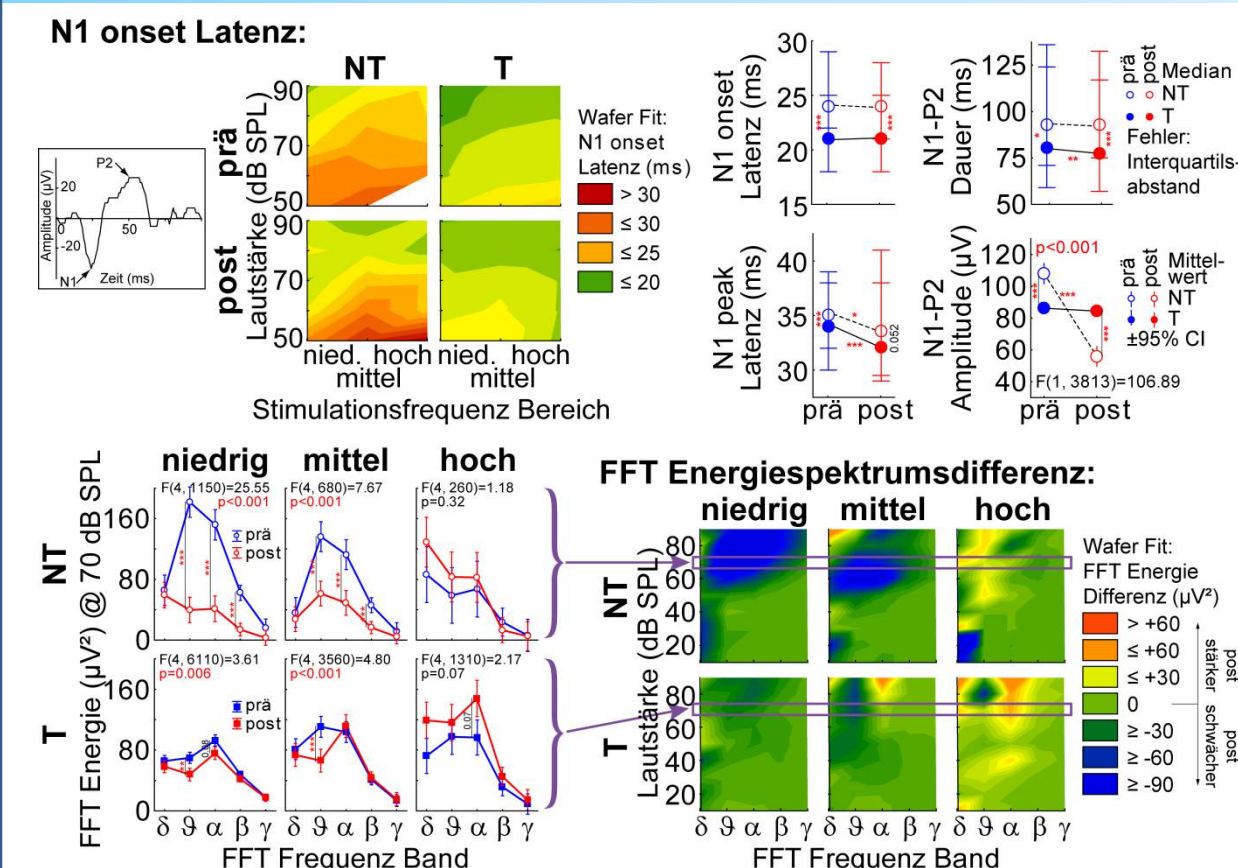 N1 onset Latenz:
NT
T
prä
post
Lautstärke (dB SPL)
90
70
50
90
70
50
nied. hoch
mittel
nied. hoch
mittel
Stimulationsfrequenz Bereich
Wafer Fit:
N1 onset
Latenz (ms)
> 30
≤ 30
≤ 25
≤ 20
Amplitude (µV)
20
-20
0
50
P2
N1
Zeit (ms)
N1 onset
Latenz (ms)
30
25
20
15
***
***
N1-P2
Dauer (ms)
125
100
75
50
*
**
***
prä
post
Median
NT
T
Fehler:
Interquartils-
abstand
N1 peak
Latenz (ms)
40
35
30
***
*
***
0.052
prä post
N1-P2
Amplitude (µV)
120
100
80
60
40
p<0.001
***
***
***
F(1, 3813)=106.89
prä post
prä
post
Mittel-
wert
NT
T
±95% CI
niedrig
mittel
hoch
NT
T
FFT Energie (µV²) @ 70 dB SPL
160
80
0
160
80
0
F(4, 1150)=25.55
p<0.001
prä
post
***
***
***
F(4, 680)=7.67
p<0.001
***
***
**
F(4, 260)=1.18
p=0.32
F(4, 6110)=3.61
p=0.006
prä
post
F(4, 3560)=4.80
p<0.001
***
F(4, 1310)=2.17
p=0.07
0.07
δ ϑ α β γ
δ ϑ α β γ
δ ϑ α β γ
FFT Frequenz Band
FFT Energiespektrumsdifferenz:
niedrig
mittel
hoch
NT
T
Lautstärke (dB SPL)
80
60
40
20
80
60
40
20
δ ϑ α β γ
δ ϑ α β γ
δ ϑ α β γ
FFT Frequenz Band
Wafer Fit:
FFT Energie
Differenz (µV²)
> +60
≤ +60
≤ +30
0
≥ -30
≥ -60
≥ -90
post
stärker
post
schwächer